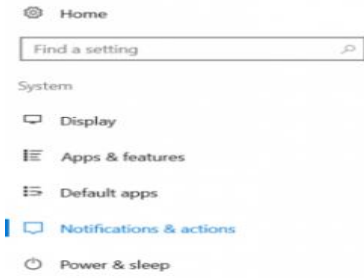 Home
Find a setting
System
Display
Apps & features
Default apps
Notifications & actions
Power & sleep